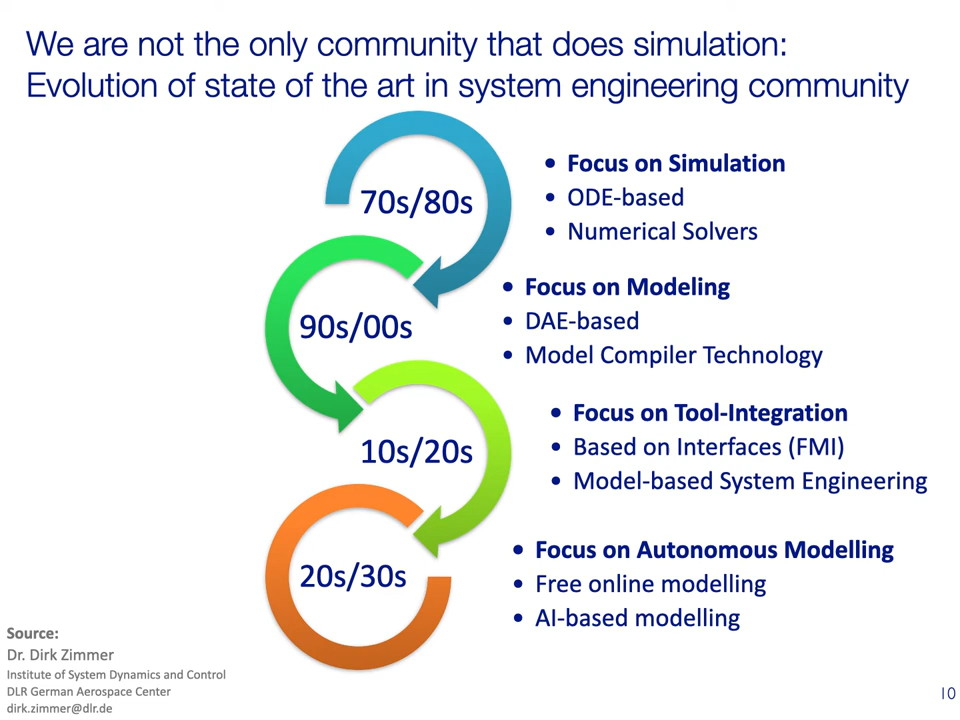 We are not the only community that does simulation:
Evolution of state of the art in system engineering community
70s/80s
• Focus on Simulation
• ODE-based
• Numerical Solvers
90s/00s
• Focus on Modeling
• DAE-based
• Model Compiler Technology
10s/20s
• Focus on Tool-Integration
• Based on Interfaces (FMI)
• Model-based System Engineering
20s/30s
• Focus on Autonomous Modelling
• Free online modelling
• AI-based modelling
Source:
Dr. Dirk Zimmer
Institute of System Dynamics and Control
DLR German Aerospace Center
dirk.zimmer@dlr.de
10